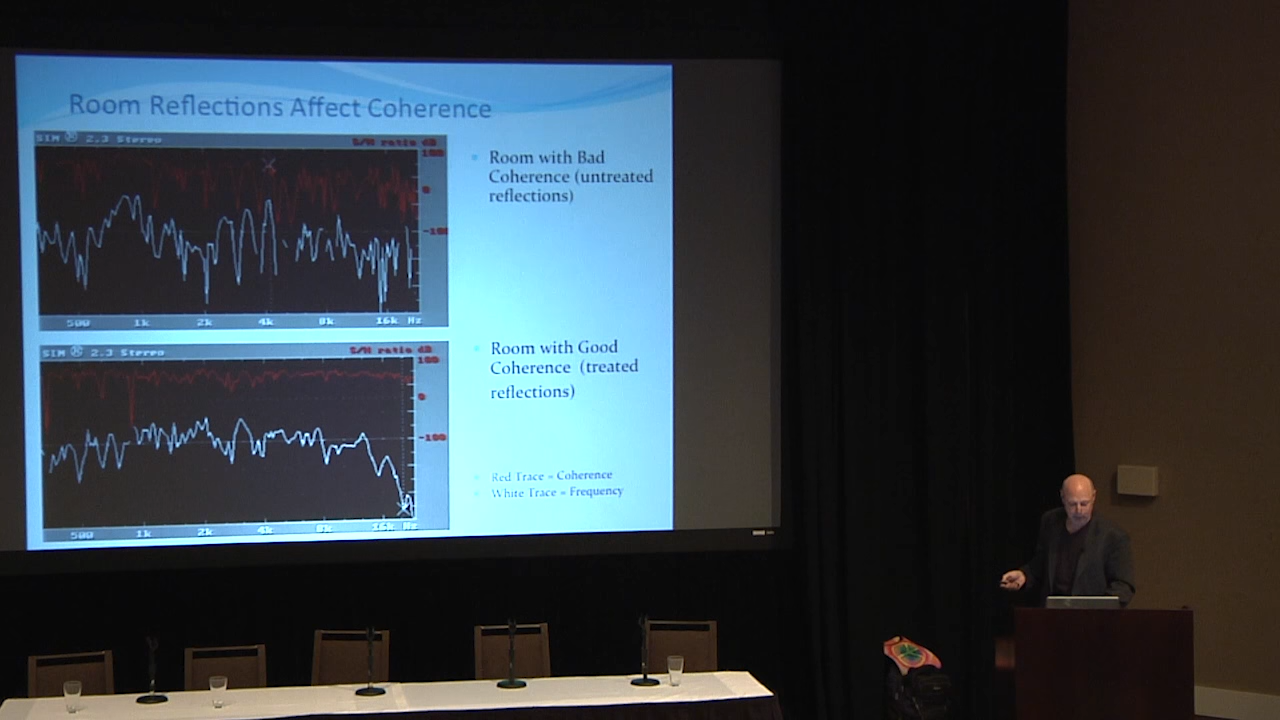 Room Reflections Affect Coherence
SIM 2.3 Stereo S/N ratio dB
100
0
-100
500 1k 2k 4k 8k 16k Hz
Room with Bad
Coherence (untreated
reflections)
SIM 2.3 Stereo S/N ratio dB
100
0
-100
500 1k 2k 4k 8k 16k Hz
Room with Good
Coherence (treated
reflections)
Red Trace = Coherence
White Trace = Frequency